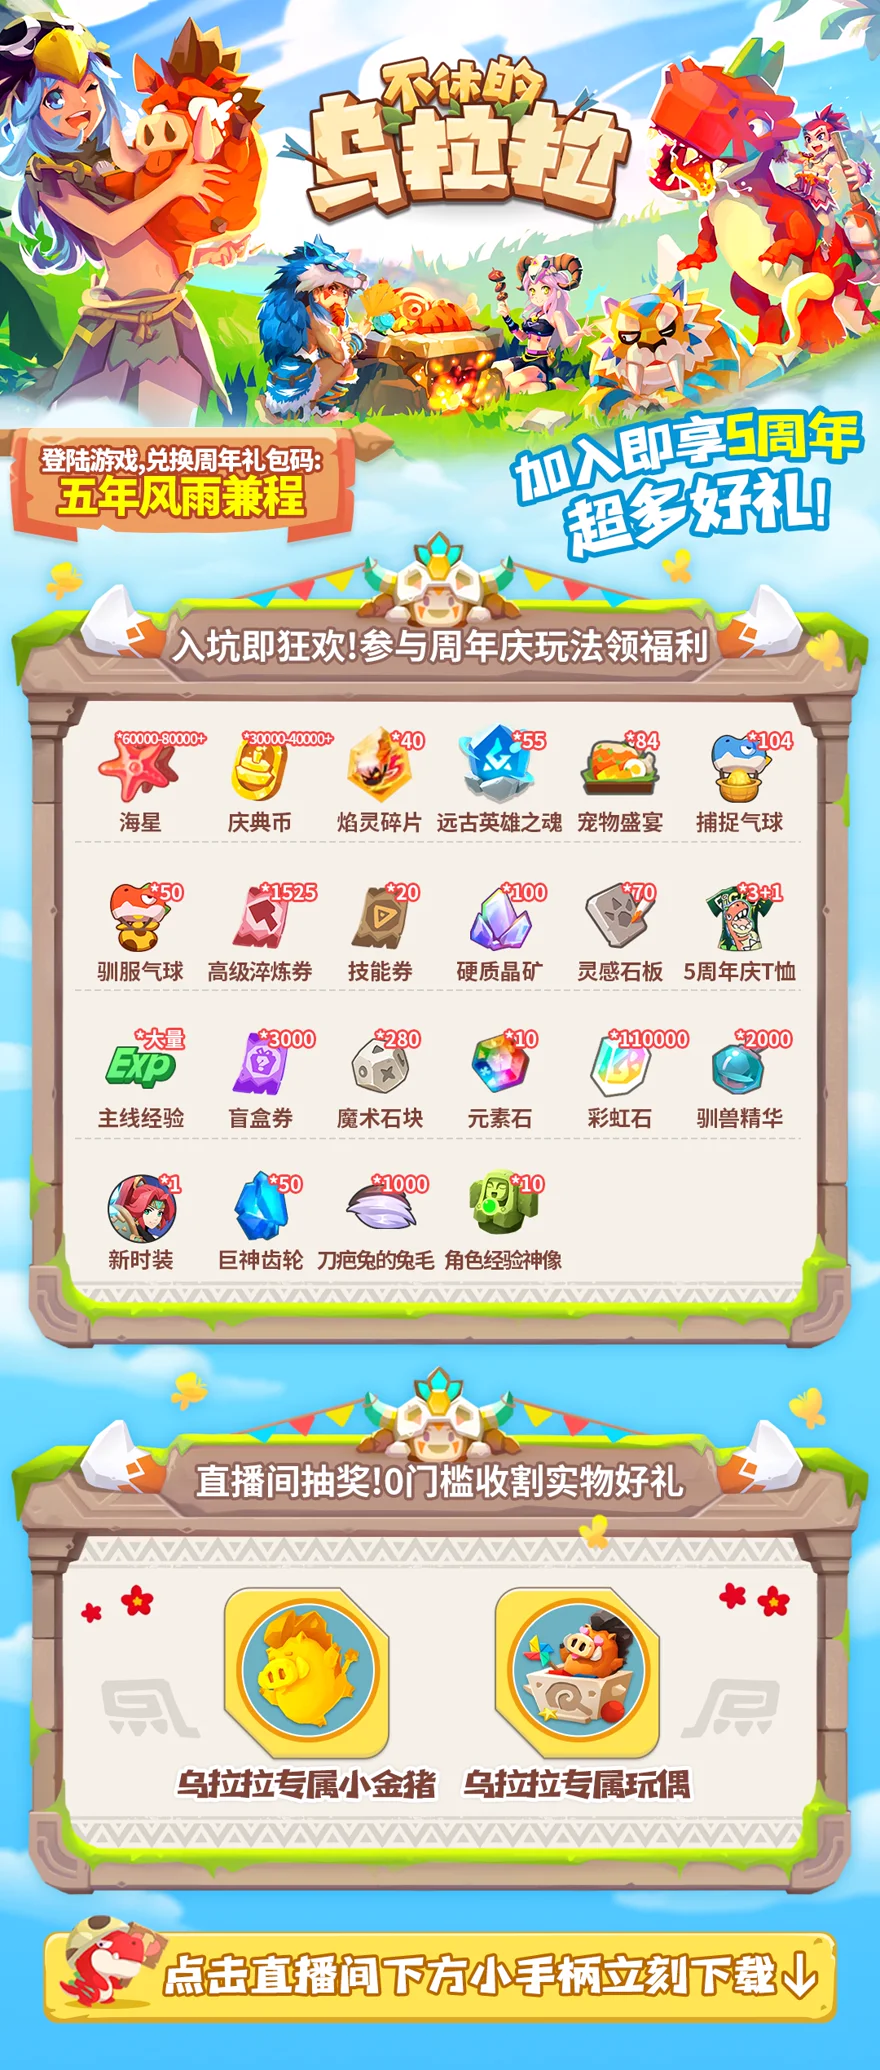 不休的
乌拉拉
登陆游戏,兑换周年礼包码:
五年风雨兼程
加入即享5周年
超多好礼!
入坑即狂欢!参与周年庆玩法领福利
*60000-80000+ *30000-40000+ *40 *55 *84 *104
海星 庆典币 焰灵碎片 远古英雄之魂 宠物盛宴 捕捉气球
*50 *1525 *20 *100 *70 *3+1
驯服气球 高级淬炼券 技能券 硬质晶矿 灵感石板 5周年庆T恤
*大量 *3000 *280 *10 *110000 *2000
Exp
主线经验 盲盒券 魔术石块 元素石 彩虹石 驯兽精华
*1 *50 *1000 *10
新时装 巨神齿轮 刀疤兔的兔毛 角色经验神像
直播间抽奖!0门槛收割实物好礼
乌拉拉专属小金猪 乌拉拉专属玩偶
点击直播间下方小手柄立刻下载↓